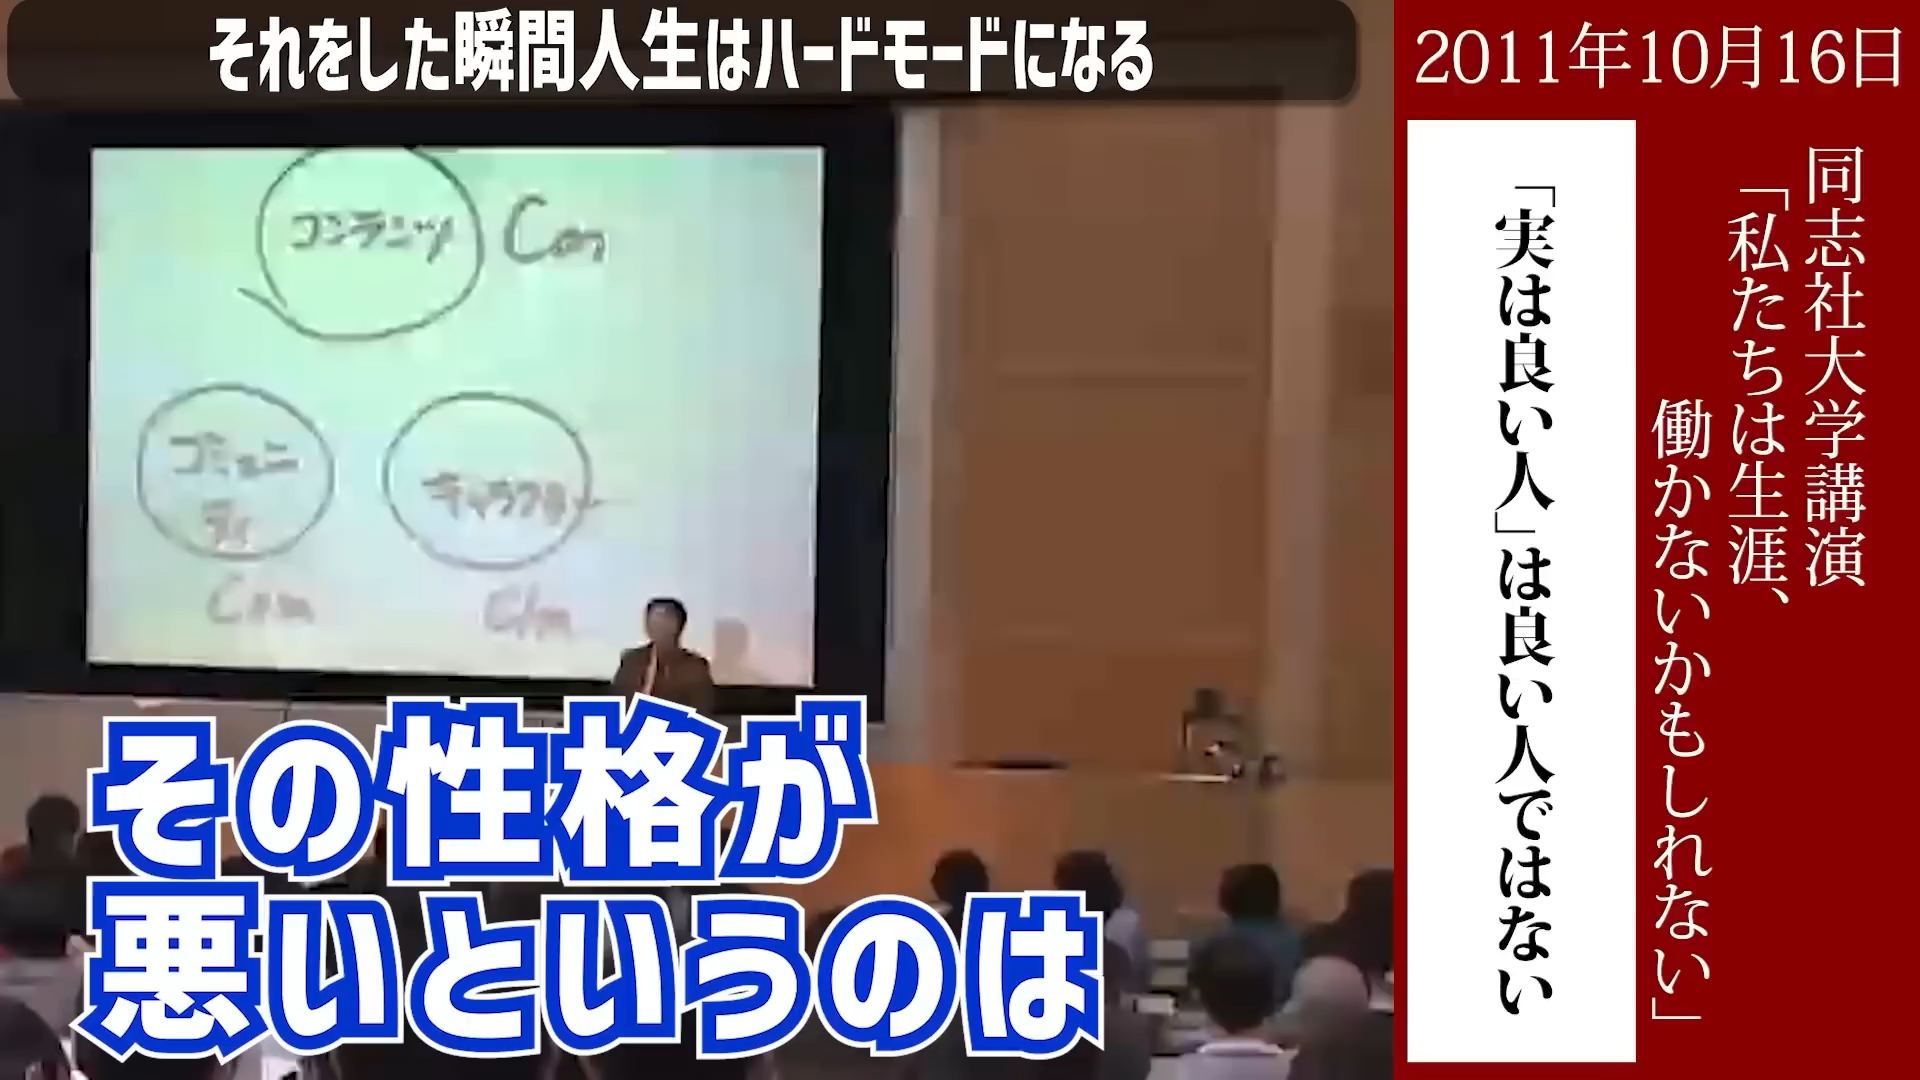 それをした瞬間人生はハードモードになる
2011年10月16日
同志社大学講演
「私たちは生涯、
働かないかもしれない」
「実は良い人」は良い人ではない
コンテンツ
Con
コミュニ
ティ
Com
キャラクター
その性格が
悪いというのは